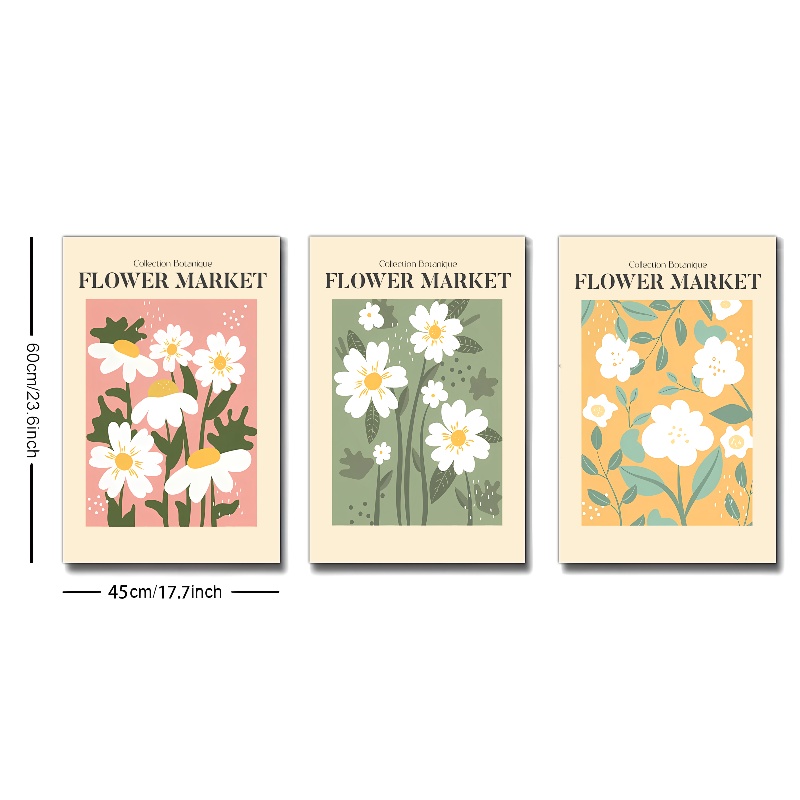 Collection Botanique
FLOWER MARKET
Collection Botanique
FLOWER MARKET
Collection Botanique
FLOWER MARKET
60cm/23.6inch
45cm/17.7inch